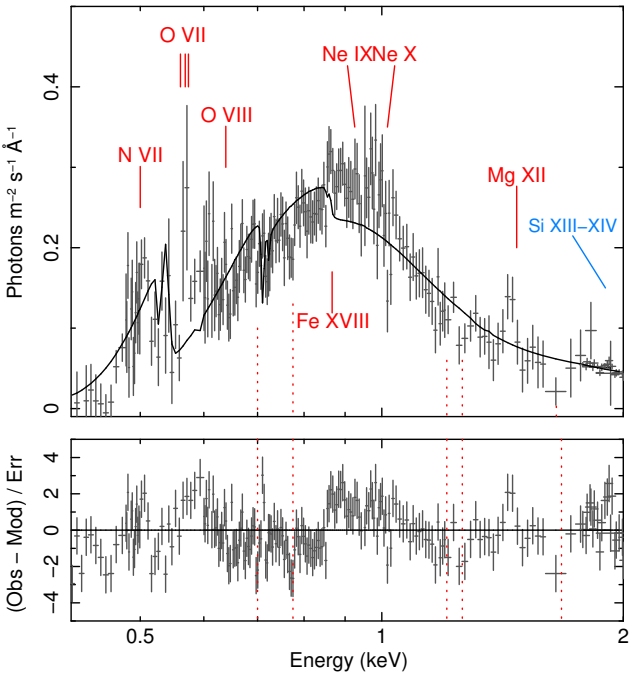 O VII
Ne IXNe X
O VIII
N VII
Mg XII
Si XIII−XIV
Fe XVIII
Photons m⁻² s⁻¹ Å⁻¹
0.4
0.2
0
(Obs − Mod) / Err
4
2
0
−2
−4
0.5
1
2
Energy (keV)